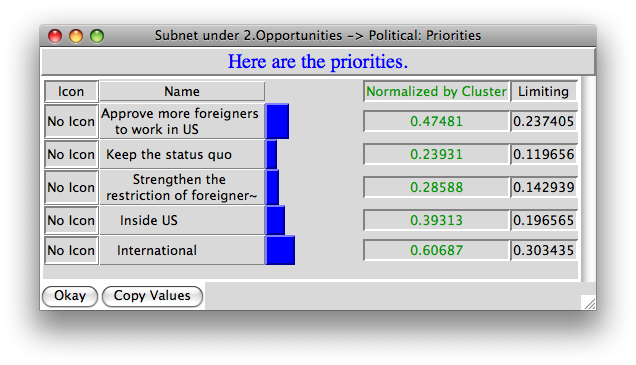 Subnet under 2.Opportunities -> Political: Priorities
Here are the priorities.
Icon Name Normalized by Cluster Limiting
No Icon Approve more foreigners to work in US 0.47481 0.237405
No Icon Keep the status quo 0.23931 0.119656
No Icon Strengthen the restriction of foreigner~ 0.28588 0.142939
No Icon Inside US 0.39313 0.196565
No Icon International 0.60687 0.303435
Okay Copy Values